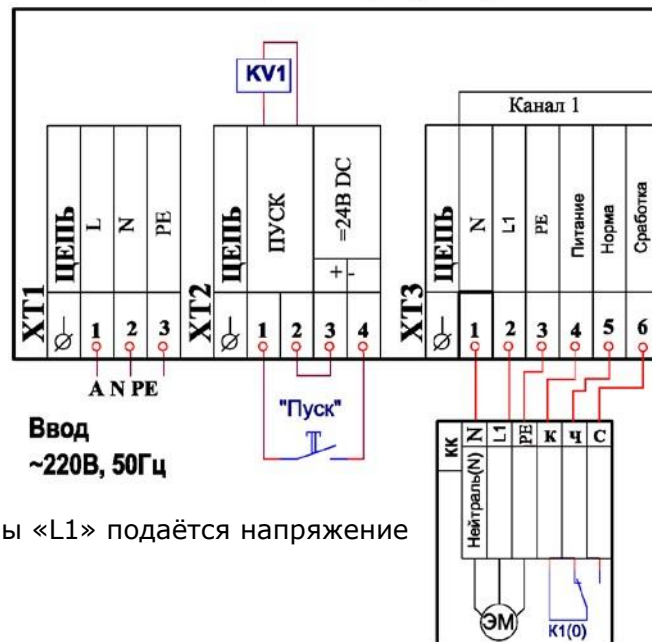 KV1
Канал 1
XT1
ЦЕПЬ
L
N
PE
1
2
3
XT2
ЦЕПЬ
ПУСК
=24В DC
+
-
1
2
3
4
XT3
ЦЕПЬ
N
L1
PE
Питание
Норма
Сработка
1
2
3
4
5
6
A N PE
"Пуск"
Ввод
~220В, 50Гц
КК
N
L1
PE
К
Ч
С
Нейтраль(N)
ы «L1» подаётся напряжение
ЭМ
К1(0)